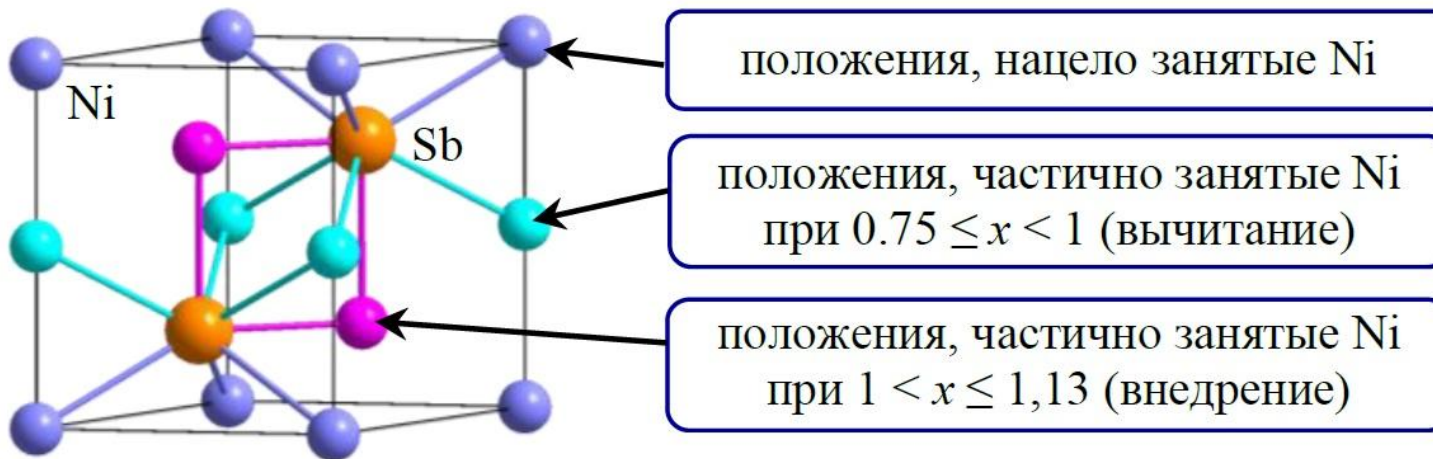 положения, нацело занятые Ni
Ni
Sb
положения, частично занятые Ni
при 0.75 ≤ x < 1 (вычитание)
положения, частично занятые Ni
при 1 < x ≤ 1,13 (внедрение)